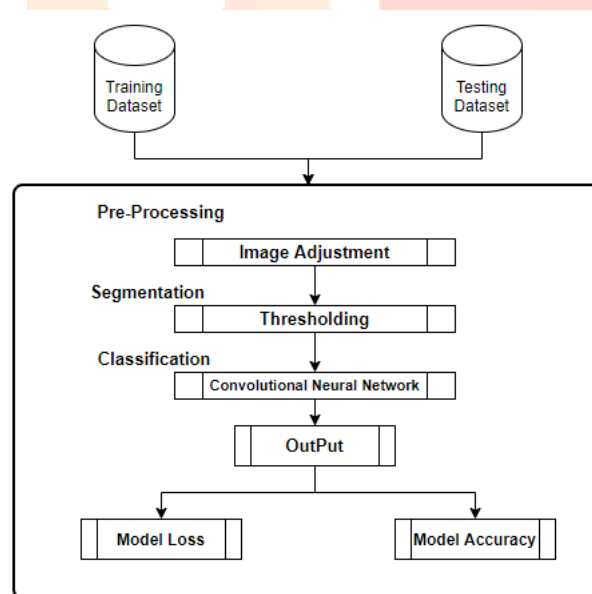 Training
Dataset
Testing
Dataset
Pre-Processing
Image Adjustment
Segmentation
Thresholding
Classification
Convolutional Neural Network
OutPut
Model Loss
Model Accuracy